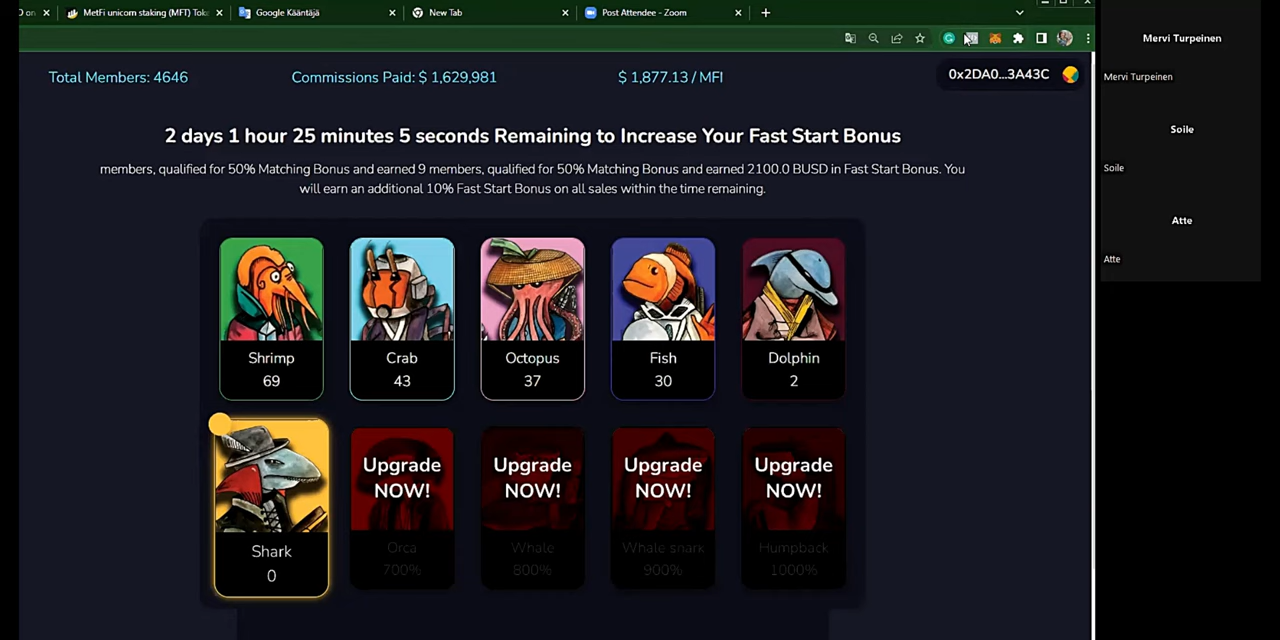 MetFi unicorn staking (MFT) Tok
Google Kääntäjä
New Tab
Post Attendee - Zoom
Total Members: 4646
Commissions Paid: $ 1,629,981
$ 1,877.13 / MFI
0x2DA0...3A43C
2 days 1 hour 25 minutes 5 seconds Remaining to Increase Your Fast Start Bonus
members, qualified for 50% Matching Bonus and earned 9 members, qualified for 50% Matching Bonus and earned 2100.0 BUSD in Fast Start Bonus. You
will earn an additional 10% Fast Start Bonus on all sales within the time remaining.
Shrimp
69
Crab
43
Octopus
37
Fish
30
Dolphin
2
Shark
0
Upgrade
NOW!
Orca
700%
Upgrade
NOW!
Whale
800%
Upgrade
NOW!
Whale shark
900%
Upgrade
NOW!
Humpback
1000%
Mervi Turpeinen
Mervi Turpeinen
Soile
Soile
Atte
Atte